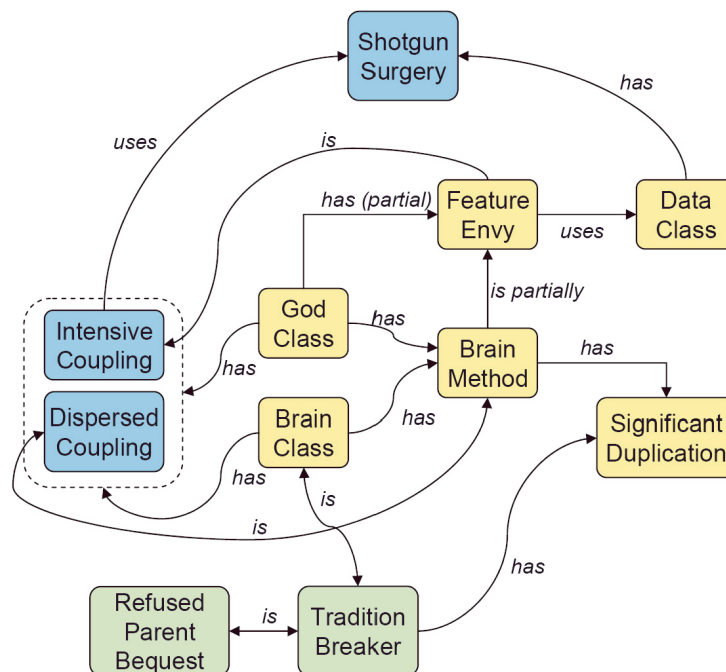 Shotgun
Surgery
has
uses
is
has (partial)
Feature
Envy
uses
Data
Class
is partially
God
Class
has
has
Intensive
Coupling
Brain
Method
has
Dispersed
Coupling
Brain
Class
has
has
Significant
Duplication
is
is
has
Refused
Parent
Bequest
is
Tradition
Breaker